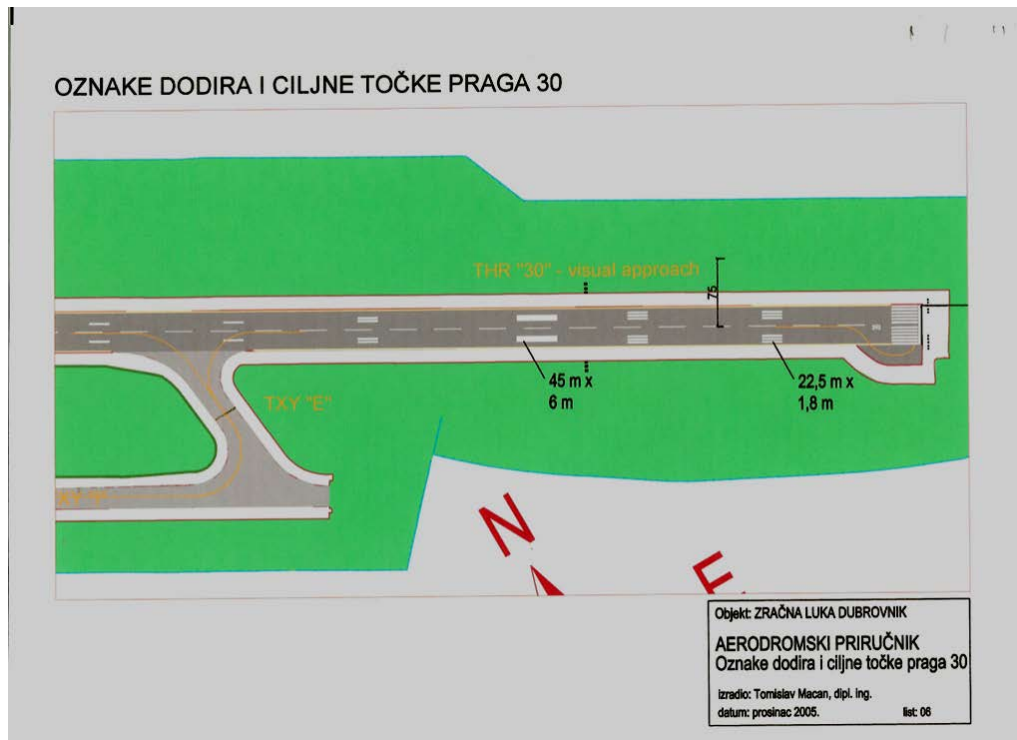 OZNAKE DODIRA I CILJNE TOČKE PRAGA 30
THR "30" - visual approach
75
45 m x
6 m
22,5 m x
1,8 m
TXY "E"
N
E
Objekt: ZRAČNA LUKA DUBROVNIK
AERODROMSKI PRIRUČNIK
Oznake dodira i ciljne točke praga 30
izradio: Tomislav Macan, dipl. ing.
datum: prosinac 2005. list: 06